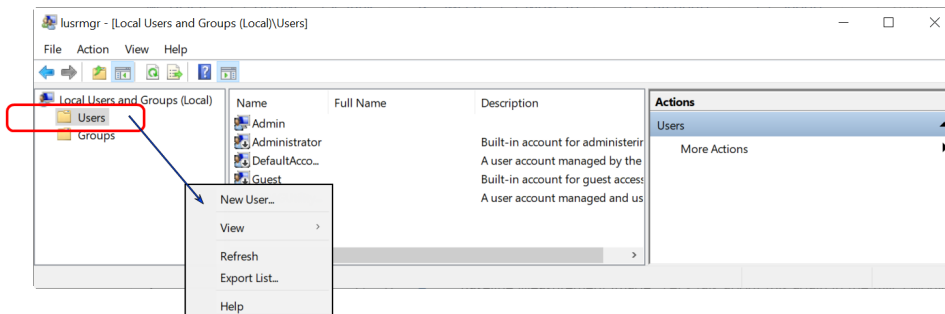 lusrmgr - [Local Users and Groups (Local)\Users]
File Action View Help
Local Users and Groups (Local)
Users
Groups
Name Full Name Description
Admin
Administrator Built-in account for administerin
DefaultAcco... A user account managed by the
Guest Built-in account for guest access
A user account managed and us
Actions
Users
More Actions
New User...
View
Refresh
Export List...
Help